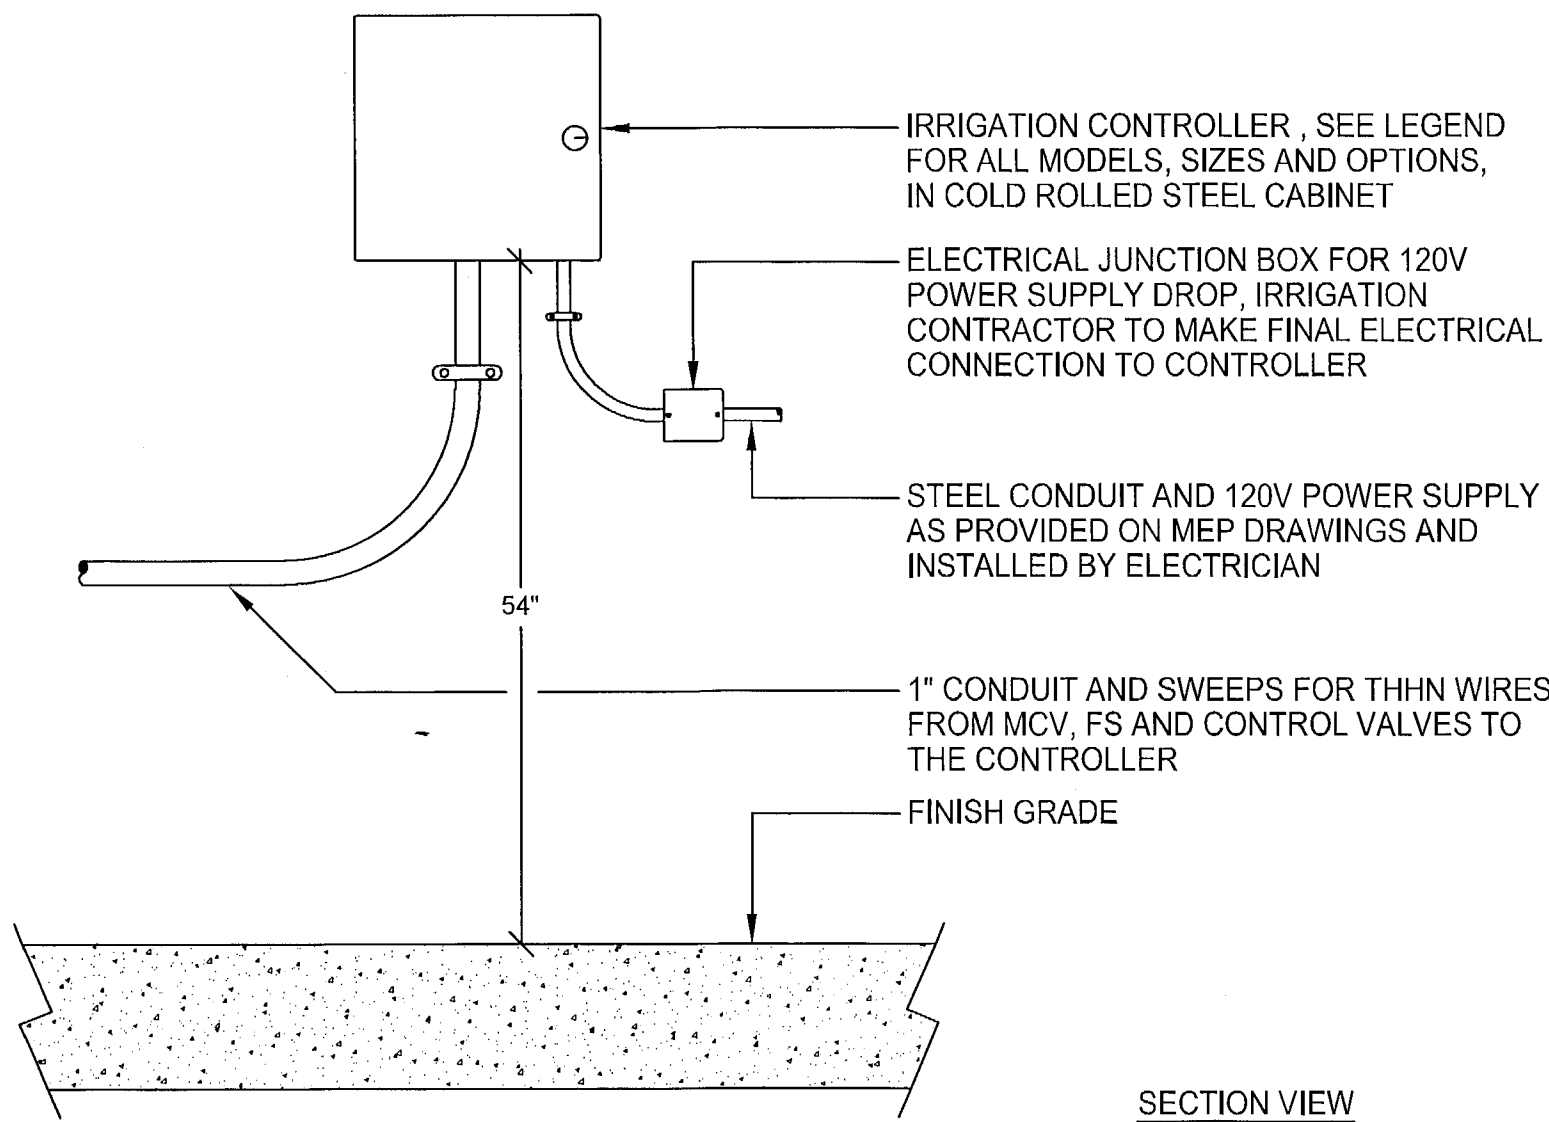 IRRIGATION CONTROLLER , SEE LEGEND
FOR ALL MODELS, SIZES AND OPTIONS,
IN COLD ROLLED STEEL CABINET
ELECTRICAL JUNCTION BOX FOR 120V
POWER SUPPLY DROP, IRRIGATION
CONTRACTOR TO MAKE FINAL ELECTRICAL
CONNECTION TO CONTROLLER
STEEL CONDUIT AND 120V POWER SUPPLY
AS PROVIDED ON MEP DRAWINGS AND
INSTALLED BY ELECTRICIAN
54"
1" CONDUIT AND SWEEPS FOR THHN WIRES
FROM MCV, FS AND CONTROL VALVES TO
THE CONTROLLER
FINISH GRADE
SECTION VIEW